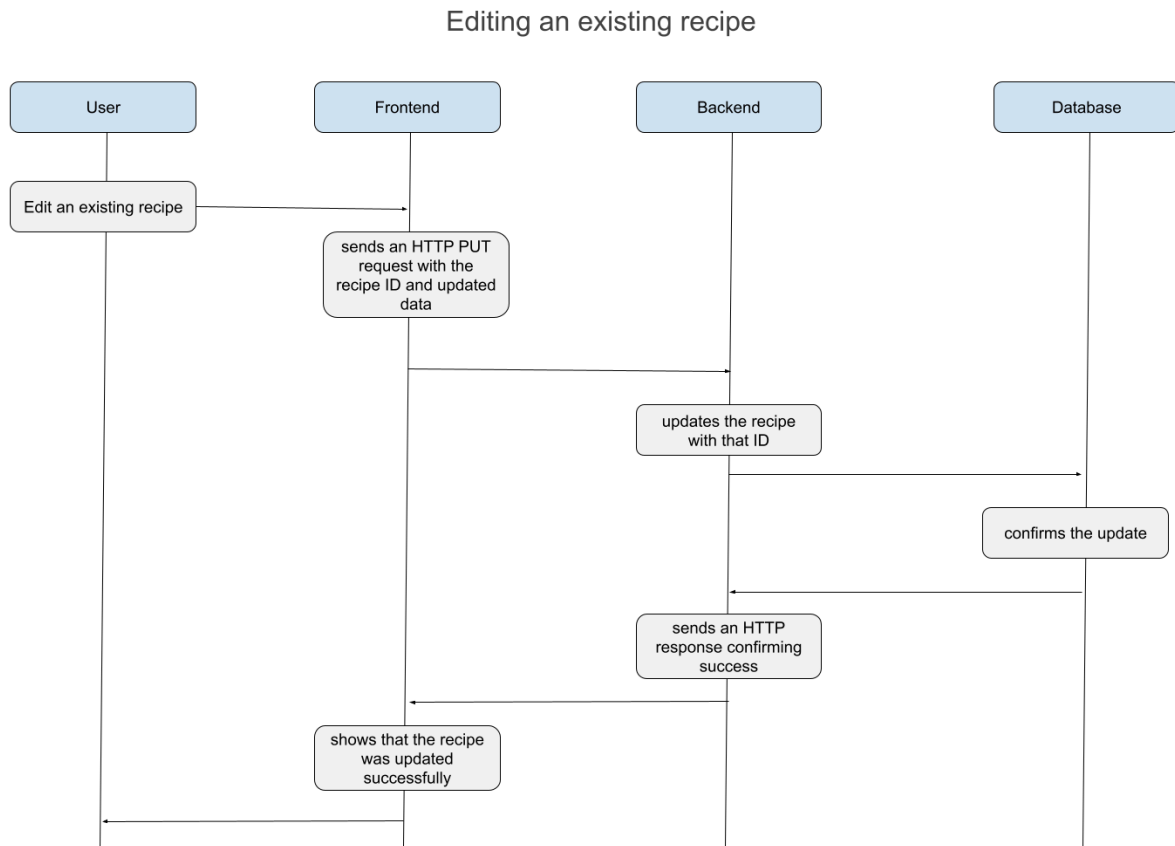 Editing an existing recipe
User
Frontend
Backend
Database
Edit an existing recipe
sends an HTTP PUT
request with the
recipe ID and updated
data
updates the recipe
with that ID
confirms the update
sends an HTTP
response confirming
success
shows that the recipe
was updated
successfully